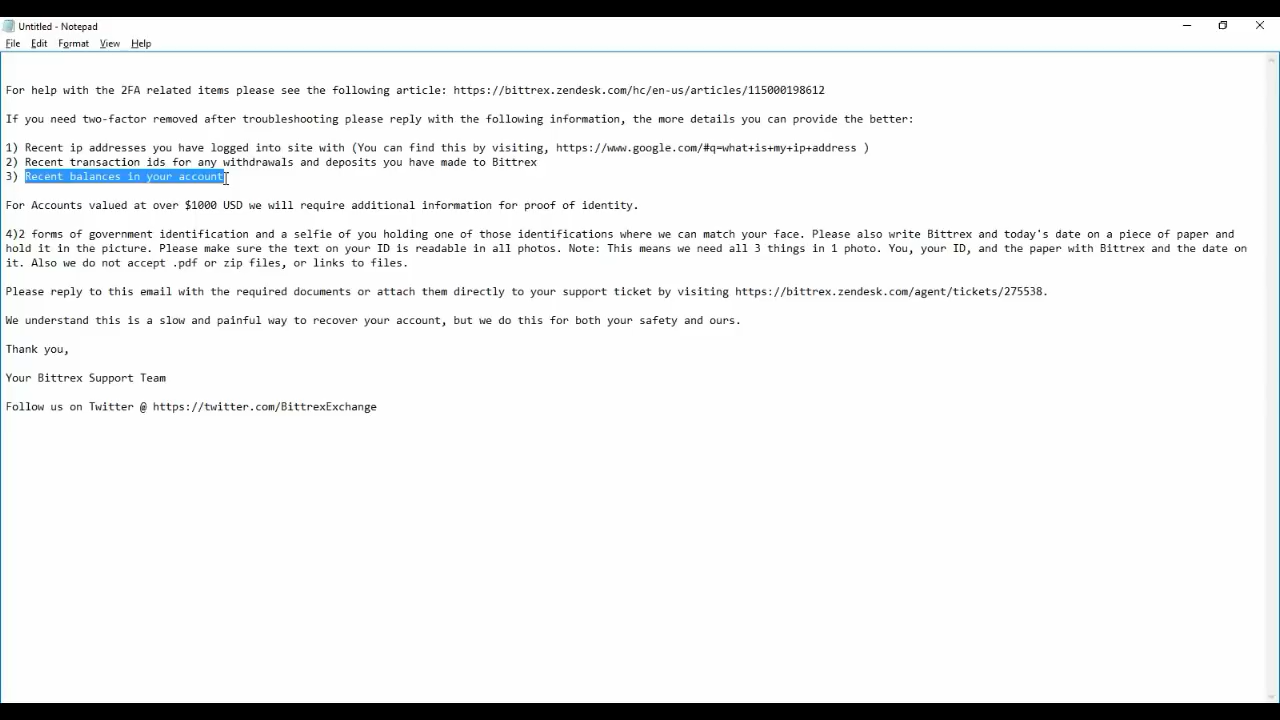 Untitled - Notepad
File Edit Format View Help
For help with the 2FA related items please see the following article: https://bittrex.zendesk.com/hc/en-us/articles/115000198612
If you need two-factor removed after troubleshooting please reply with the following information, the more details you can provide the better:
1) Recent ip addresses you have logged into site with (You can find this by visiting, https://www.google.com/#q=what+is+my+ip+address )
2) Recent transaction ids for any withdrawals and deposits you have made to Bittrex
3) Recent balances in your account
For Accounts valued at over $1000 USD we will require additional information for proof of identity.
4)2 forms of government identification and a selfie of you holding one of those identifications where we can match your face. Please also write Bittrex and today's date on a piece of paper and
hold it in the picture. Please make sure the text on your ID is readable in all photos. Note: This means we need all 3 things in 1 photo. You, your ID, and the paper with Bittrex and the date on
it. Also we do not accept .pdf or zip files, or links to files.
Please reply to this email with the required documents or attach them directly to your support ticket by visiting https://bittrex.zendesk.com/agent/tickets/275538.
We understand this is a slow and painful way to recover your account, but we do this for both your safety and ours.
Thank you,
Your Bittrex Support Team
Follow us on Twitter @ https://twitter.com/BittrexExchange